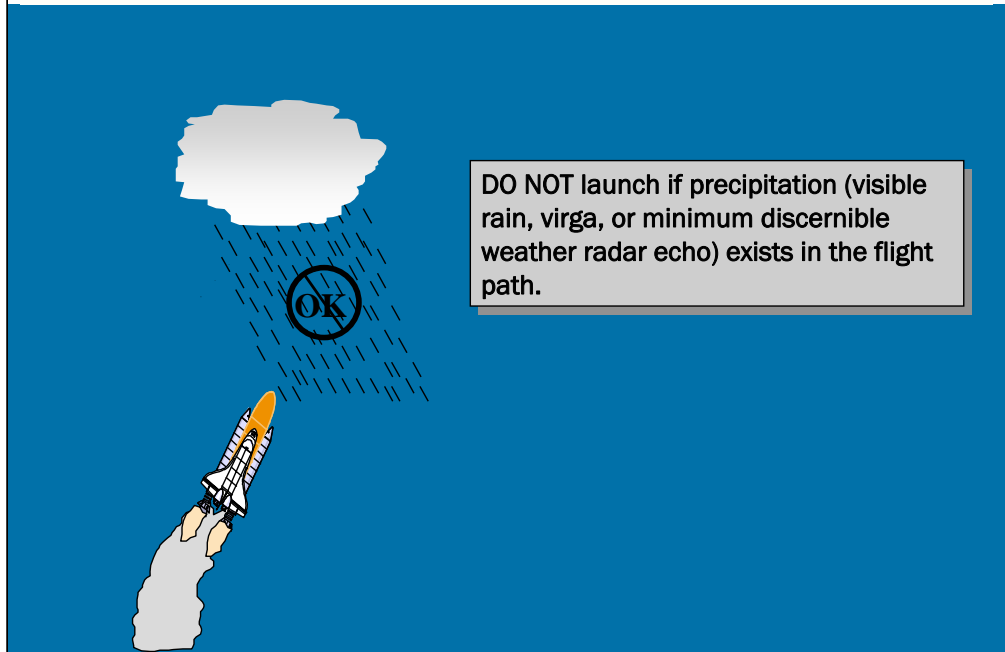 DO NOT launch if precipitation (visible
rain, virga, or minimum discernible
weather radar echo) exists in the flight
path.
OK